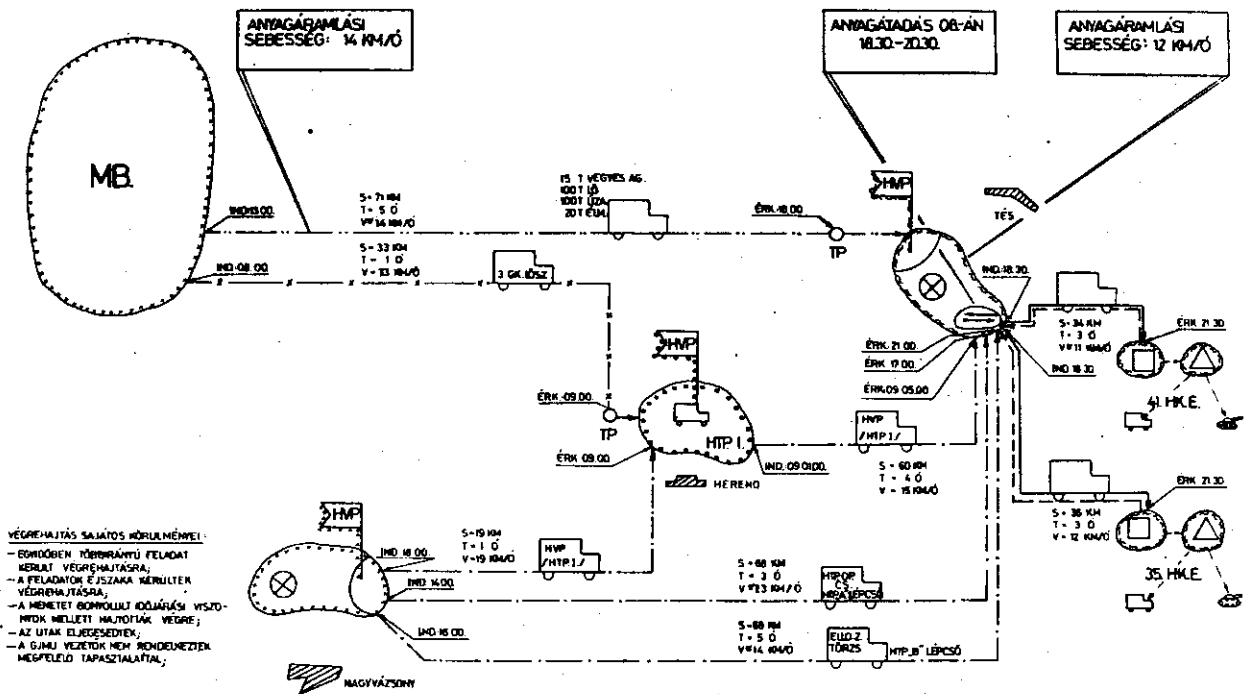 ANYAGÁRAMLÁSI
SEBESSÉG: 14 KM/Ó
ANYAGÁTADÁS 08-ÁN
18.30.-20.30.
ANYAGÁRAMLÁSI
SEBESSÉG: 12 KM/Ó
MB.
IND:13.00.
S= 71 KM
T= 5 Ó
V= 14 KM/Ó
15 T VEGYES AG.
100 T LŐ
100 T ÜZA.
20 T ÉLM.
ÉRK.18.00.
TP
HVP
TÉS
IND.08.00.
S= 33 KM
T= 1 Ó
3 GK. LŐSZ
IND.18.30.
S= 34 KM
T= 3 Ó
V= 11 KM/Ó
ÉRK. 21.30.
ÉRK. 21.00.
ÉRK. 17.00.
ÉRK.09.05.00
IND 18.30.
41. HK.E.
HVP
ÉRK.09.00.
TP
HTP. 1.
ÉRK. 09.00.
IND. 09.01.00.
HEREND
HVP
/HTP.1/
S = 60 KM
T = 4 Ó
V = 15 KM/Ó
ÉRK. 21.30
S= 36 KM
T= 3 Ó
V= 12 KM/Ó
35. HK.E.
VÉGREHAJTÁS SAJÁTOS KÖRÜLMÉNYEI:
- EGYIDŐBEN TÖBBIRÁNYÚ FELADAT
KERÜLT VÉGREHAJTÁSRA;
- A FELADATOK ÉJSZAKA KERÜLTEK
VÉGREHAJTÁSRA;
- A MENETET BONYOLULT IDŐJÁRÁSI VISZO-
NYOK MELLETT HAJTOTTÁK VÉGRE;
- AZ UTAK ELJEGESEDTEK;
- A GJMŰ VEZETŐK NEM RENDELKEZTEK
MEGFELELŐ TAPASZTALATTAL;
HVP
IND. 18.00.
S= 19 KM
T= 1 Ó
V=19 KM/Ó
HVP
/HTP.1./
IND. 14.00.
S= 68 KM
T= 3 Ó
V= 23 KM/Ó
IND.16.00.
S=68 KM
T= 5 Ó
V= 14 KM/Ó
TÖRZS
HTP „B" LÉPCSŐ
NAGYVÁZSONY